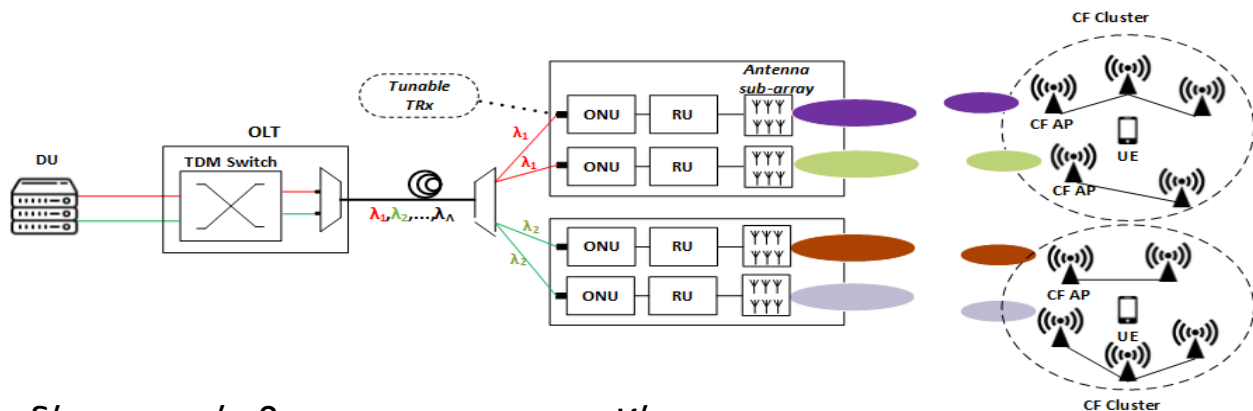 CF Cluster
Tunable
TRx
Antenna
sub-array
ONU
RU
CF AP
UE
λ1
OLT
DU
TDM Switch
λ1
ONU
RU
CF AP
λ1,λ2,...,λΛ
λ2
ONU
RU
λ2
CF AP
ONU
RU
UE
CF Cluster